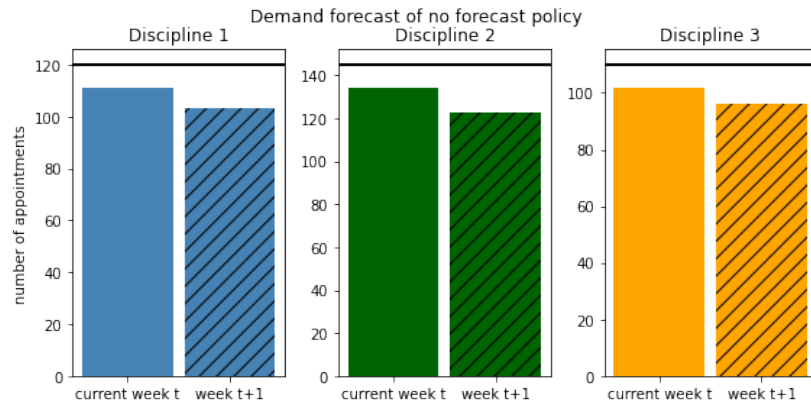 Demand forecast of no forecast policy
Discipline 1
Discipline 2
Discipline 3
number of appointments
120
100
80
60
40
20
0
140
120
100
80
60
40
20
0
100
80
60
40
20
0
current week t week t+1
current week t week t+1
current week t week t+1